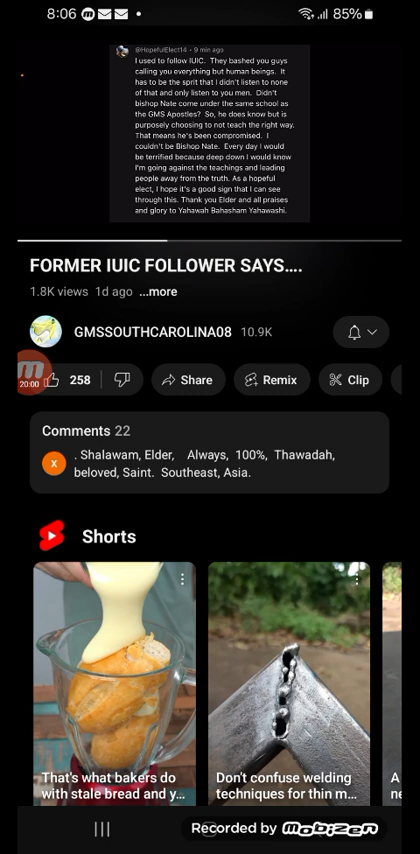 8:06
85%
@HopefulElect14 • 9 min ago
I used to follow IUIC. They bashed you guys
calling you everything but human beings. It
has to be the sprit that I didn't listen to none
of that and only listen to you men. Didn't
bishop Nate come under the same school as
the GMS Apostles? So, he does know but is
purposely choosing to not teach the right way.
That means he's been compromised. I
couldn't be Bishop Nate. Every day I would
be terrified because deep down I would know
I'm going against the teachings and leading
people away from the truth. As a hopeful
elect, I hope it's a good sign that I can see
through this. Thank you Elder and all praises
and glory to Yahawah Bahasham Yahawashi.
FORMER IUIC FOLLOWER SAYS....
1.8K views 1d ago ...more
GMSSOUTHCAROLINA08 10.9K
20:00
258
Share
Remix
Clip
Comments 22
X
. Shalawam, Elder, Always, 100%, Thawadah,
beloved, Saint. Southeast, Asia.
Shorts
That's what bakers do
with stale bread and y...
Don't confuse welding
techniques for thin m...
A
ne
Recorded by Mobizen